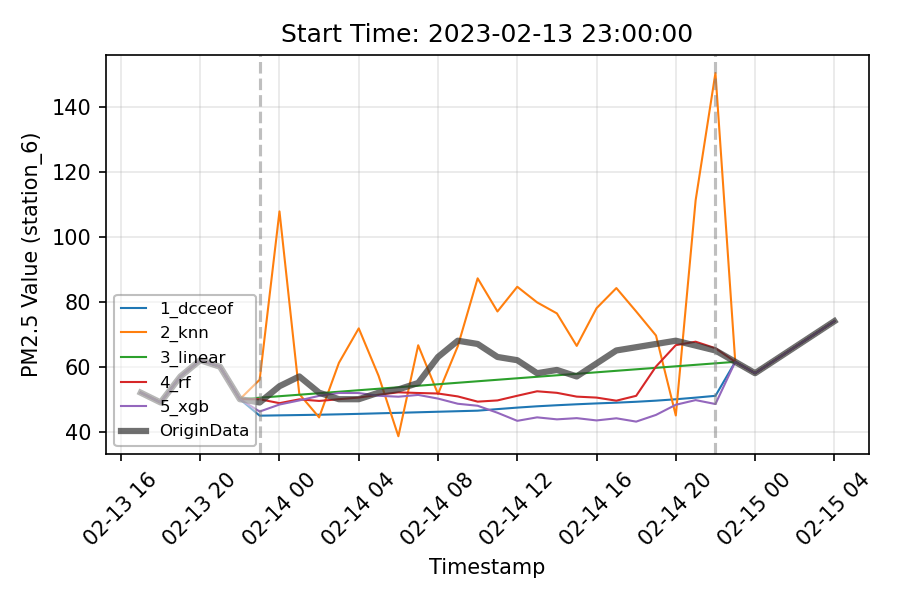 Start Time: 2023-02-13 23:00:00
PM2.5 Value (station_6)
140
120
100
80
60
40
1_dcceof
2_knn
3_linear
4_rf
5_xgb
OriginData
02-13 16
02-13 20
02-14 00
02-14 04
02-14 08
02-14 12
02-14 16
02-14 20
02-15 00
02-15 04
Timestamp